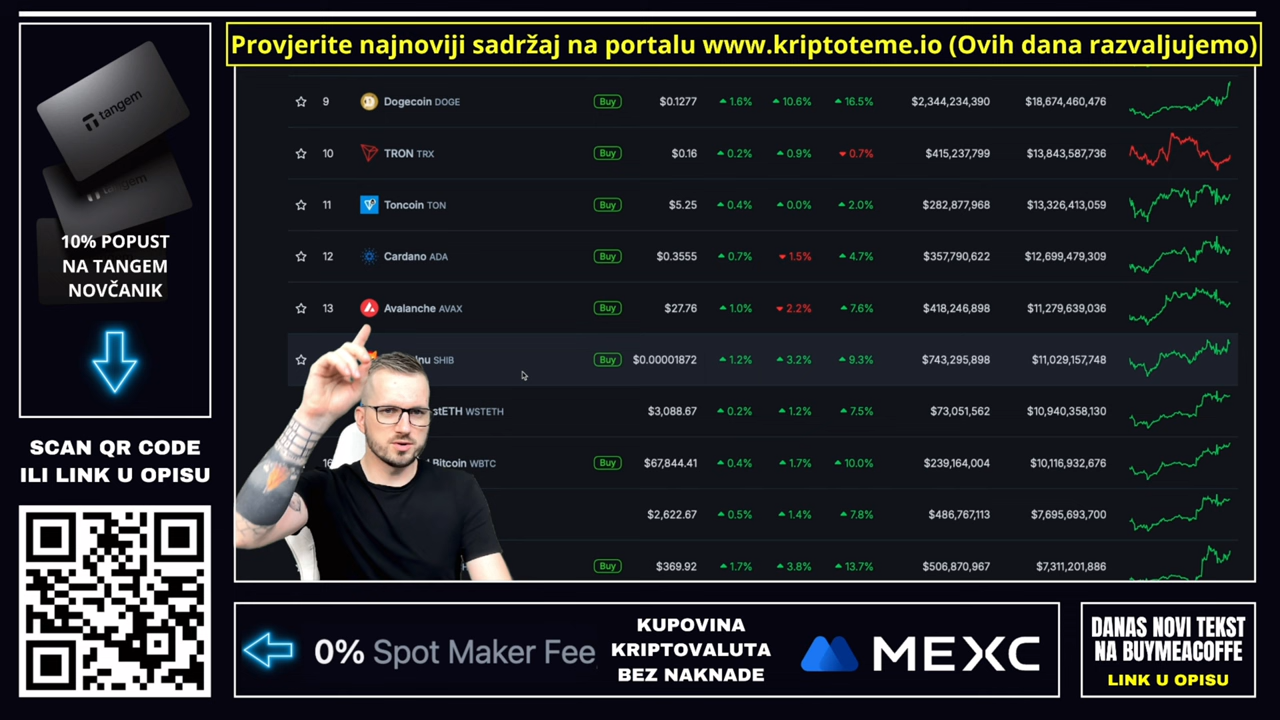 Provjerite najnoviji sadržaj na portalu www.kriptoteme.io (Ovih dana razvaljujemo)
tangem
tangem
10% POPUST
NA TANGEM
NOVČANIK
SCAN QR CODE
ILI LINK U OPISU
9 Dogecoin DOGE Buy $0.1277 1.6% 10.6% 16.5% $2,344,234,390 $18,674,460,476
10 TRON TRX Buy $0.16 0.2% 0.9% 0.7% $415,237,799 $13,843,587,736
11 Toncoin TON Buy $5.25 0.4% 0.0% 2.0% $282,877,968 $13,326,413,059
12 Cardano ADA Buy $0.3555 0.7% 1.5% 4.7% $357,790,622 $12,699,479,309
13 Avalanche AVAX Buy $27.76 1.0% 2.2% 7.6% $418,246,898 $11,279,639,016
SHIB Buy $0.00001872 1.2% 3.2% 9.3% $743,295,898 $11,029,157,748
stETH WSTETH $3,088.67 0.2% 1.2% 7.5% $73,051,562 $10,940,358,130
Bitcoin WBTC Buy $67,844.41 0.4% 1.7% 10.0% $239,164,004 $10,116,932,676
$2,622.67 0.5% 1.4% 7.8% $486,767,113 $7,695,693,700
Buy $369.92 1.7% 3.8% 13.7% $506,870,967 $7,311,201,886
0% Spot Maker Fee
KUPOVINA
KRIPTOVALUTA
BEZ NAKNADE
MEXC
DANAS NOVI TEKST
NA BUYMEACOFFE
LINK U OPISU